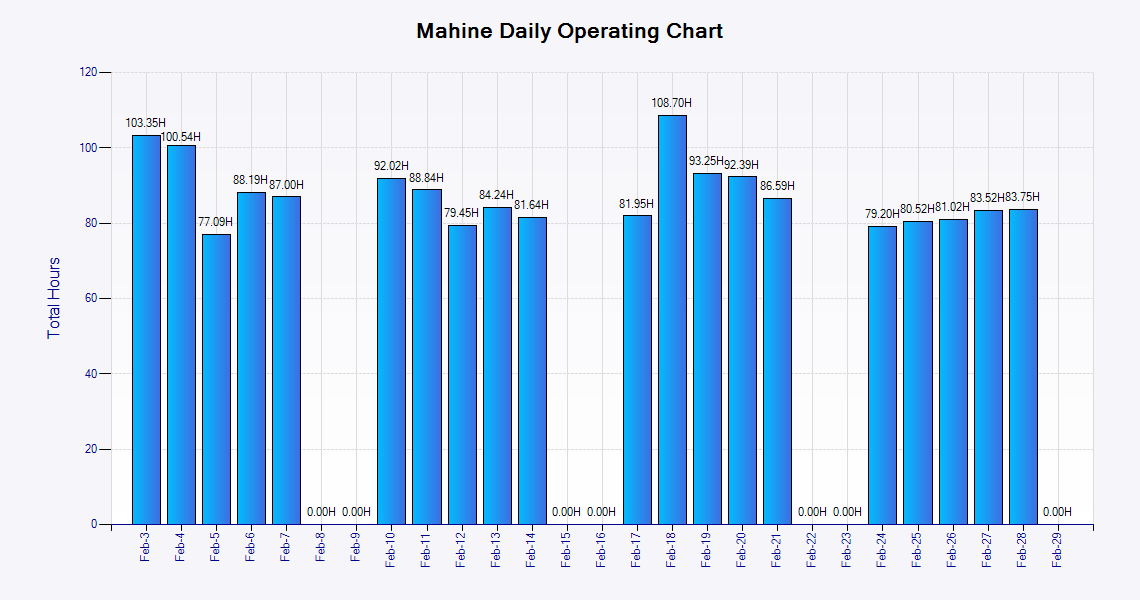 Mahine Daily Operating Chart
Total Hours
120
100
80
60
40
20
0
103.35H
100.54H
77.09H
88.19H
87.00H
0.00H
0.00H
92.02H
88.84H
79.45H
84.24H
81.64H
0.00H
0.00H
81.95H
108.70H
93.25H
92.39H
86.59H
0.00H
0.00H
79.20H
80.52H
81.02H
83.52H
83.75H
0.00H
Feb-3
Feb-4
Feb-5
Feb-6
Feb-7
Feb-8
Feb-9
Feb-10
Feb-11
Feb-12
Feb-13
Feb-14
Feb-15
Feb-16
Feb-17
Feb-18
Feb-19
Feb-20
Feb-21
Feb-22
Feb-23
Feb-24
Feb-25
Feb-26
Feb-27
Feb-28
Feb-29